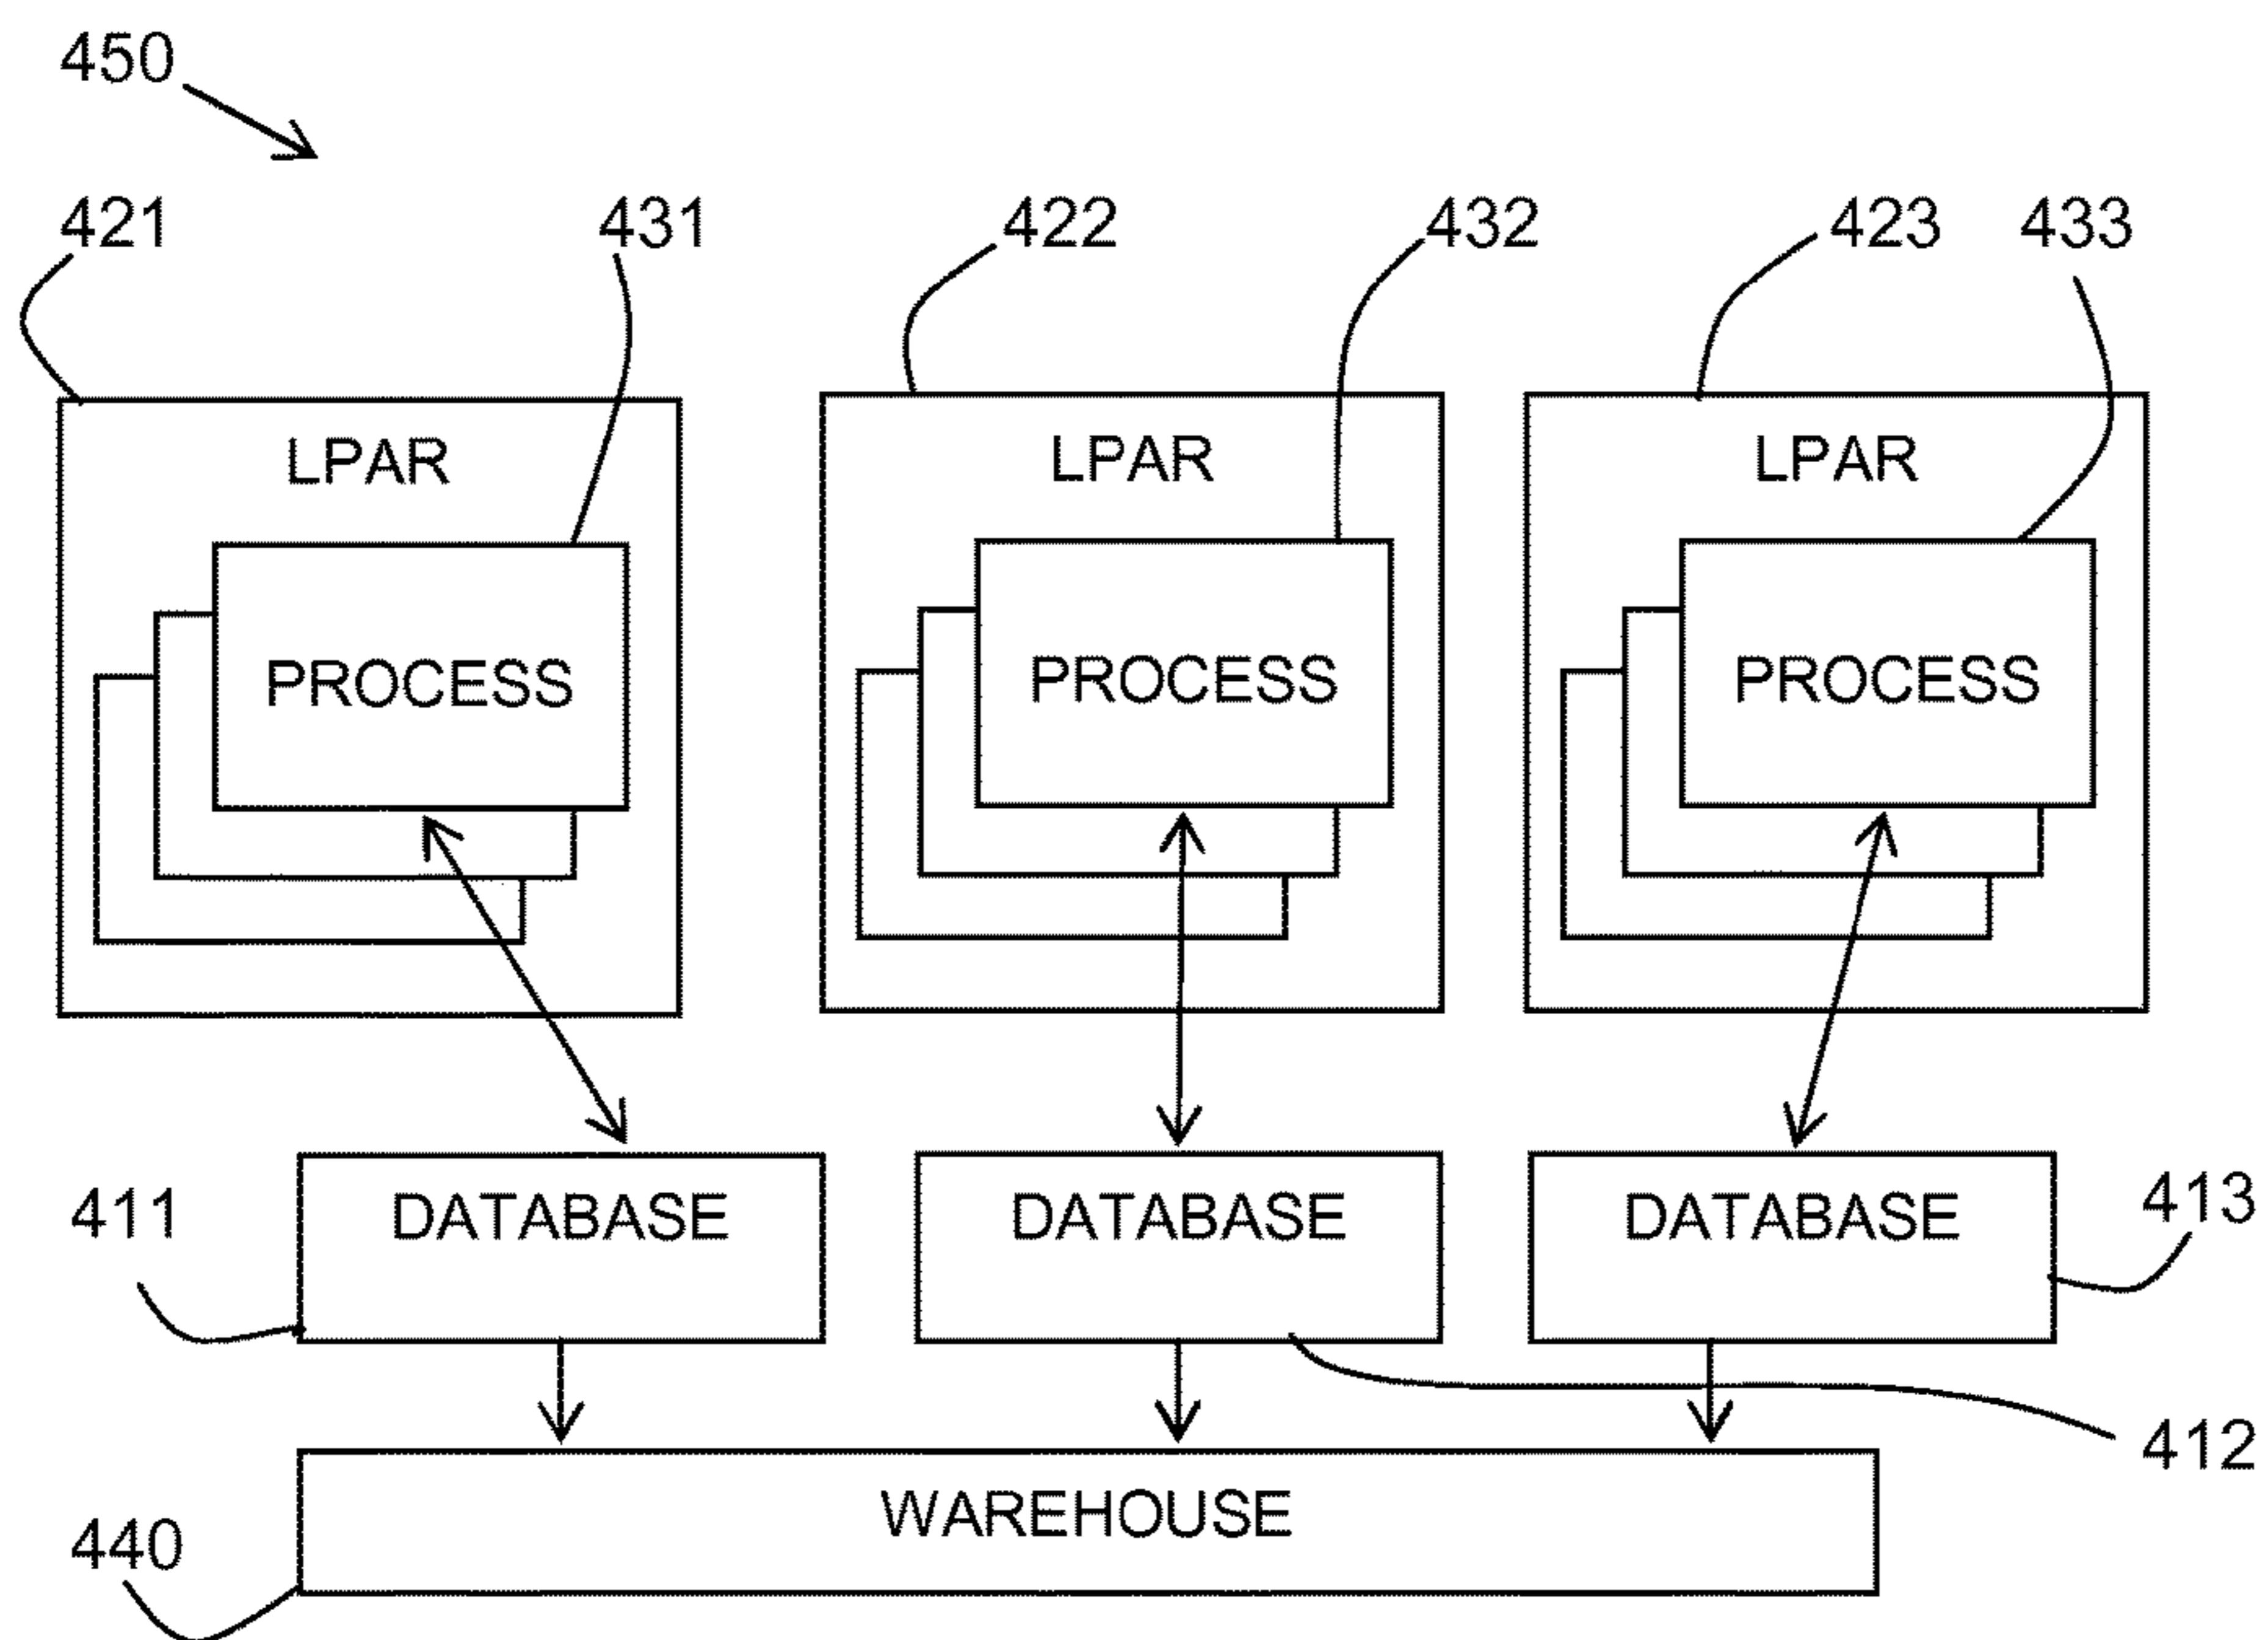 450
421
431
422
432
423
433
LPAR
LPAR
LPAR
PROCESS
PROCESS
PROCESS
411
DATABASE
DATABASE
DATABASE
413
412
WAREHOUSE
440